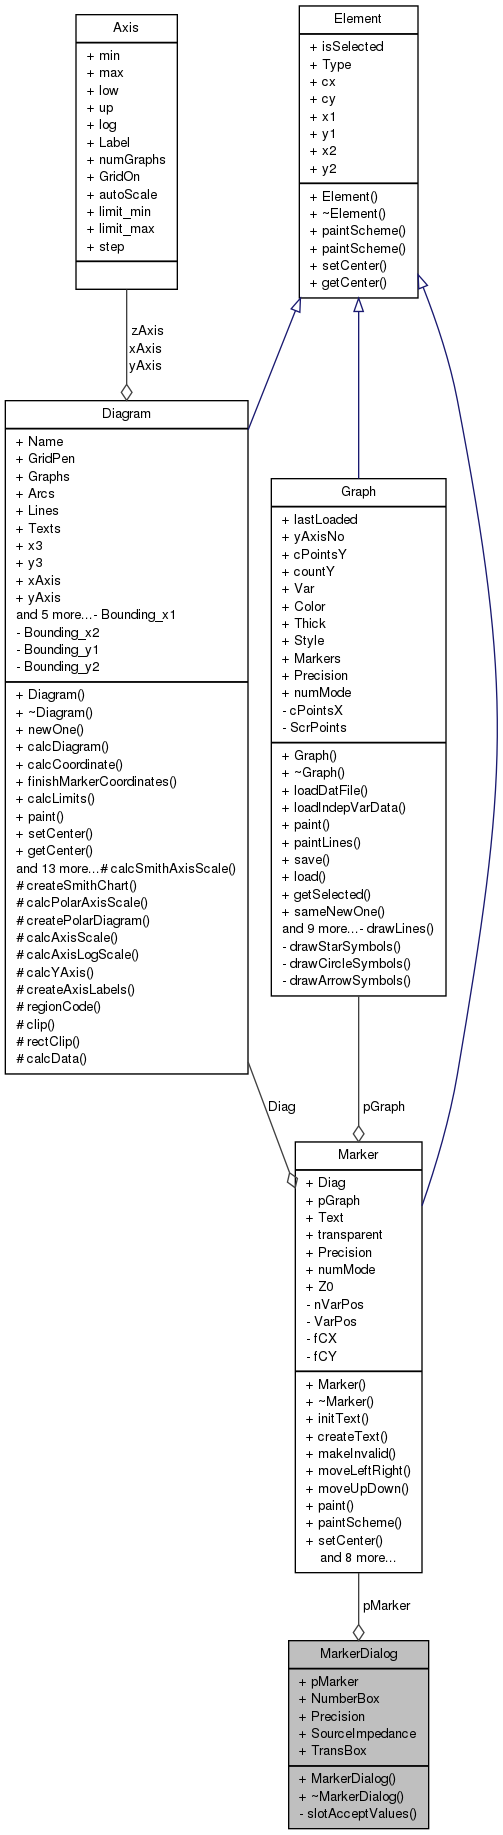 Axis
+ min
+ max
+ low
+ up
+ log
+ Label
+ numGraphs
+ GridOn
+ autoScale
+ limit_min
+ limit_max
+ step
Element
+ isSelected
+ Type
+ cx
+ cy
+ x1
+ y1
+ x2
+ y2
+ Element()
+ ~Element()
+ paintScheme()
+ paintScheme()
+ setCenter()
+ getCenter()
zAxis
xAxis
yAxis
Diagram
+ Name
+ GridPen
+ Graphs
+ Arcs
+ Lines
+ Texts
+ x3
+ y3
+ xAxis
+ yAxis
and 5 more...- Bounding_x1
- Bounding_x2
- Bounding_y1
- Bounding_y2
+ Diagram()
+ ~Diagram()
+ newOne()
+ calcDiagram()
+ calcCoordinate()
+ finishMarkerCoordinates()
+ calcLimits()
+ paint()
+ setCenter()
+ getCenter()
and 13 more...# calcSmithAxisScale()
# createSmithChart()
# calcPolarAxisScale()
# createPolarDiagram()
# calcAxisScale()
# calcAxisLogScale()
# calcYAxis()
# createAxisLabels()
# regionCode()
# clip()
# rectClip()
# calcData()
Graph
+ lastLoaded
+ yAxisNo
+ cPointsY
+ countY
+ Var
+ Color
+ Thick
+ Style
+ Markers
+ Precision
+ numMode
- cPointsX
- ScrPoints
+ Graph()
+ ~Graph()
+ loadDatFile()
+ loadIndepVarData()
+ paint()
+ paintLines()
+ save()
+ load()
+ getSelected()
+ sameNewOne()
and 9 more...- drawLines()
- drawStarSymbols()
- drawCircleSymbols()
- drawArrowSymbols()
Diag
pGraph
Marker
+ Diag
+ pGraph
+ Text
+ transparent
+ Precision
+ numMode
+ Z0
- nVarPos
- VarPos
- fCX
- fCY
+ Marker()
+ ~Marker()
+ initText()
+ createText()
+ makeInvalid()
+ moveLeftRight()
+ moveUpDown()
+ paint()
+ paintScheme()
+ setCenter()
and 8 more...
pMarker
MarkerDialog
+ pMarker
+ NumberBox
+ Precision
+ SourceImpedance
+ TransBox
+ MarkerDialog()
+ ~MarkerDialog()
- slotAcceptValues()